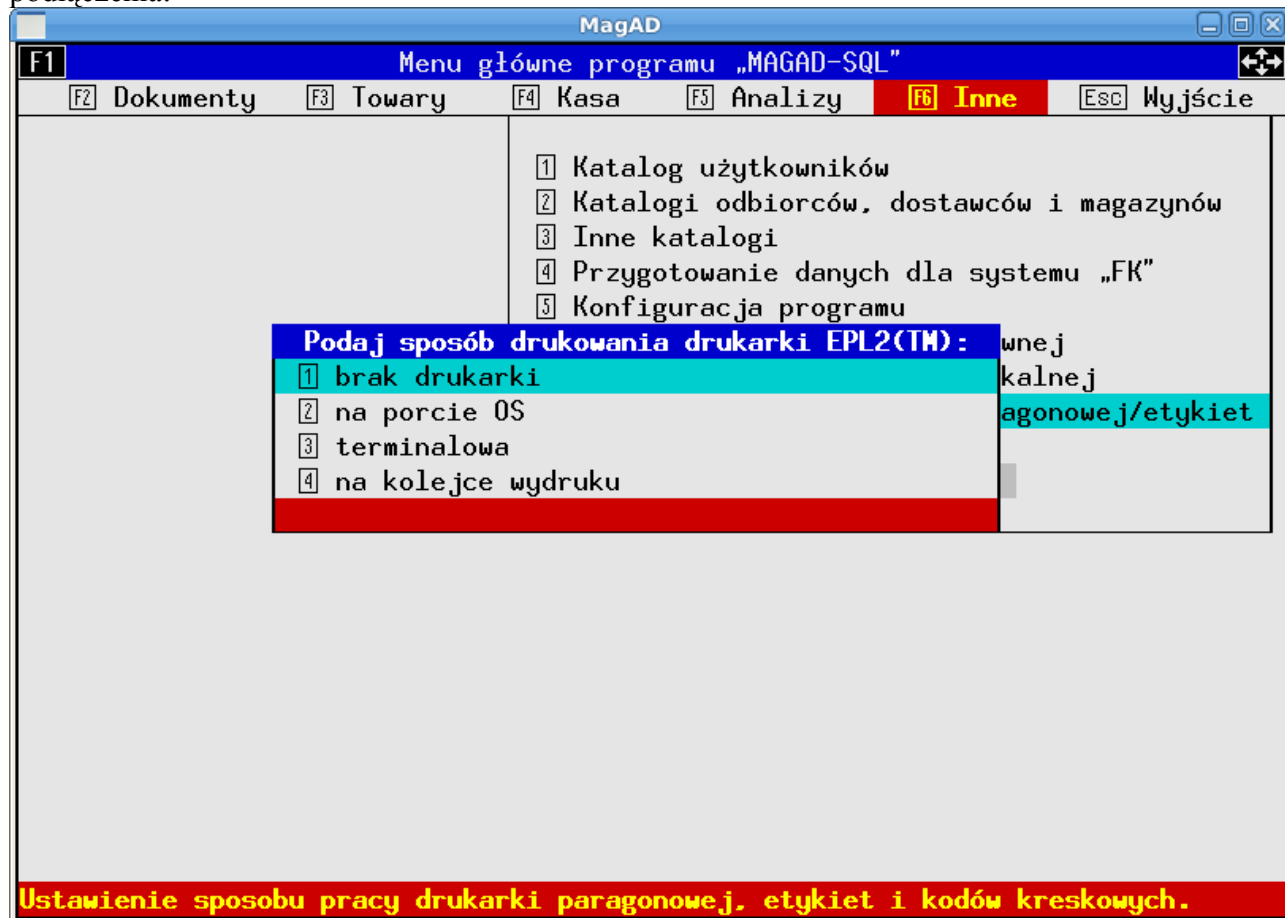 MagAD
F1 Menu główne programu „MAGAD-SQL”
F2 Dokumenty F3 Towary F4 Kasa F5 Analizy F6 Inne Esc Wyjście
1 Katalog użytkowników
2 Katalogi odbiorców, dostawców i magazynów
3 Inne katalogi
4 Przygotowanie danych dla systemu „FK”
5 Konfiguracja programu
Podaj sposób drukowania drukarki EPL2(TM): wnej
1 brak drukarki kalnej
2 na porcie OS agonowej/etykiet
3 terminalowa
4 na kolejce wydruku
Ustawienie sposobu pracy drukarki paragonowej, etykiet i kodów kreskowych.